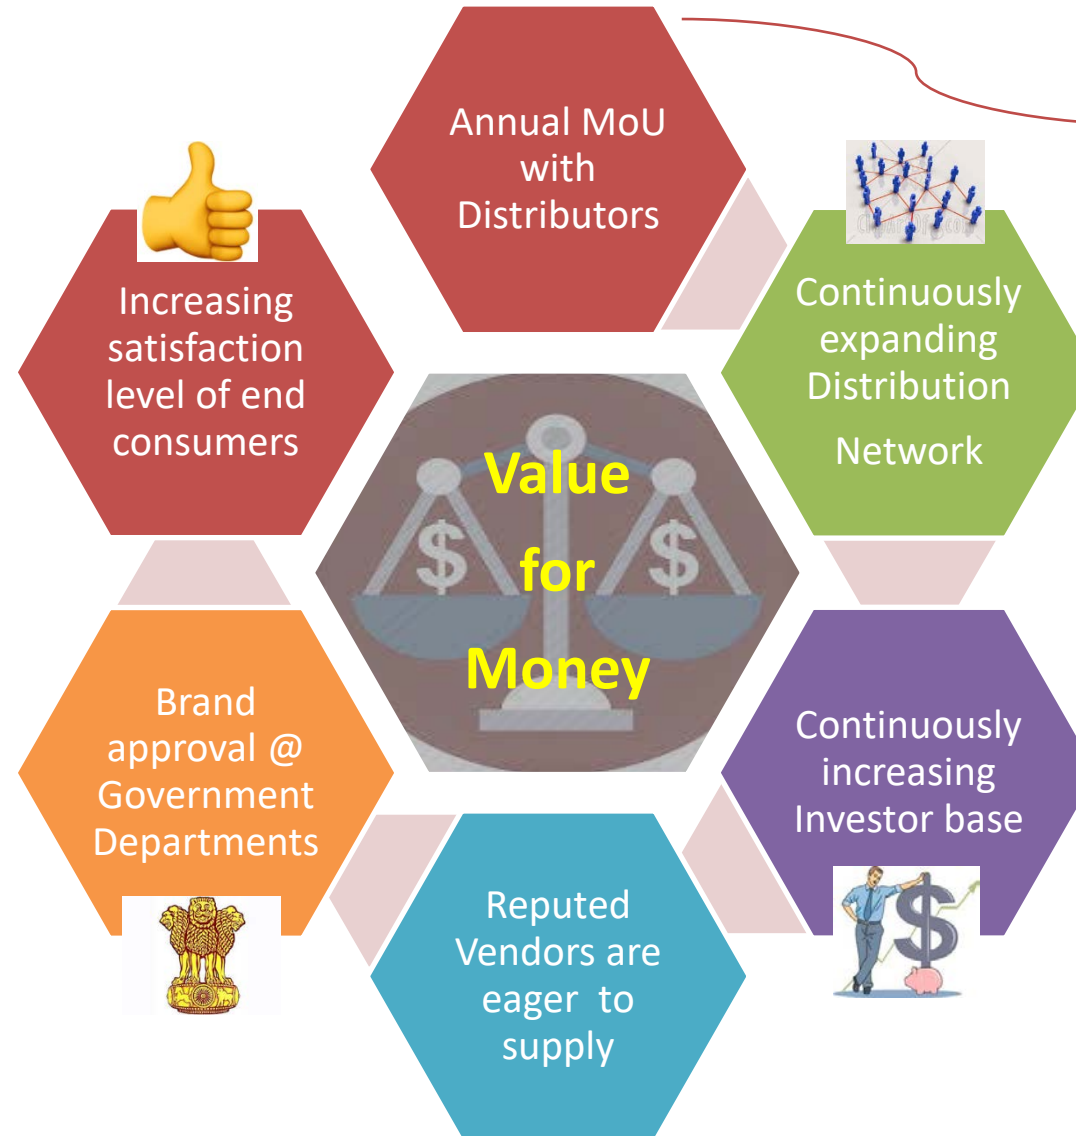 Annual MoU
with
Distributors
Continuously
expanding
Distribution
Network
Continuously
increasing
Investor base
Reputed
Vendors are
eager to
supply
Brand
approval @
Government
Departments
Increasing
satisfaction
level of end
consumers
Value
for
Money
$ $
$